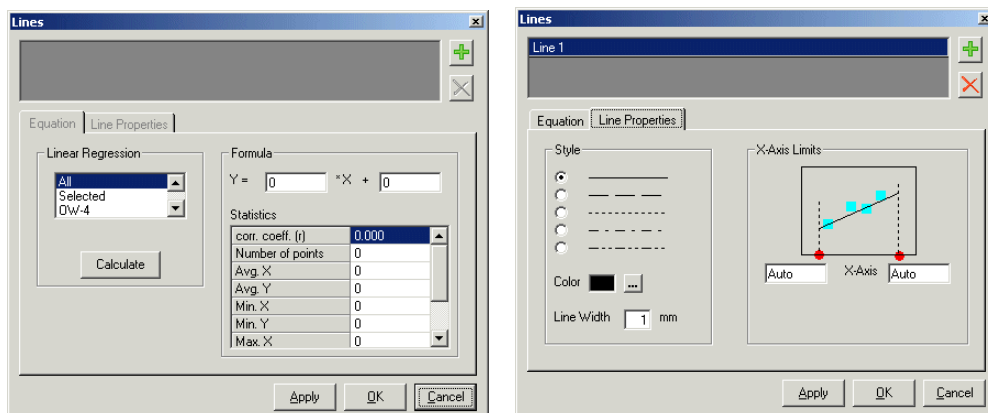 Lines
Equation
Line Properties
Linear Regression
All
Selected
OW-4
Calculate
Formula
Y = 0 *X + 0
Statistics
corr. coeff. (r) 0.000
Number of points 0
Avg. X 0
Avg. Y 0
Min. X 0
Min. Y 0
Max. X 0
Apply
OK
Cancel
Lines
Line 1
Equation
Line Properties
Style
Color ...
Line Width 1 mm
X-Axis Limits
Auto X-Axis Auto
Apply
OK
Cancel